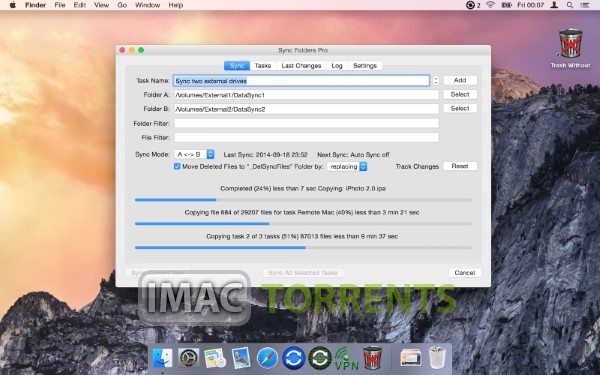 Finder File Edit View Go Window Help
2 Fri 00:07
Trash Without
Sync Folders Pro
Sync Tasks Last Changes Log Settings
Task Name: Sync two external drives Add
Folder A: /Volumes/External1/DataSync1 Select
Folder B: /Volumes/External2/DataSync2 Select
Folder Filter:
File Filter:
Sync Mode: A <-> B Last Sync: 2014-09-18 23:52 Next Sync: Auto Sync off
Move Deleted Files to "_DelSyncFiles" Folder by: replacing Track Changes Reset
Completed (24%) less than 7 sec Copying: iPhoto 2.0.ipa
Copying file 684 of 29207 files for task Remote Mac (40%) less than 3 min 21 sec
Copying task 2 of 3 tasks (51%) 87013 files less than 9 min 37 sec
Sync All Selected Tasks Cancel
IMAC TORRENTS
VPN